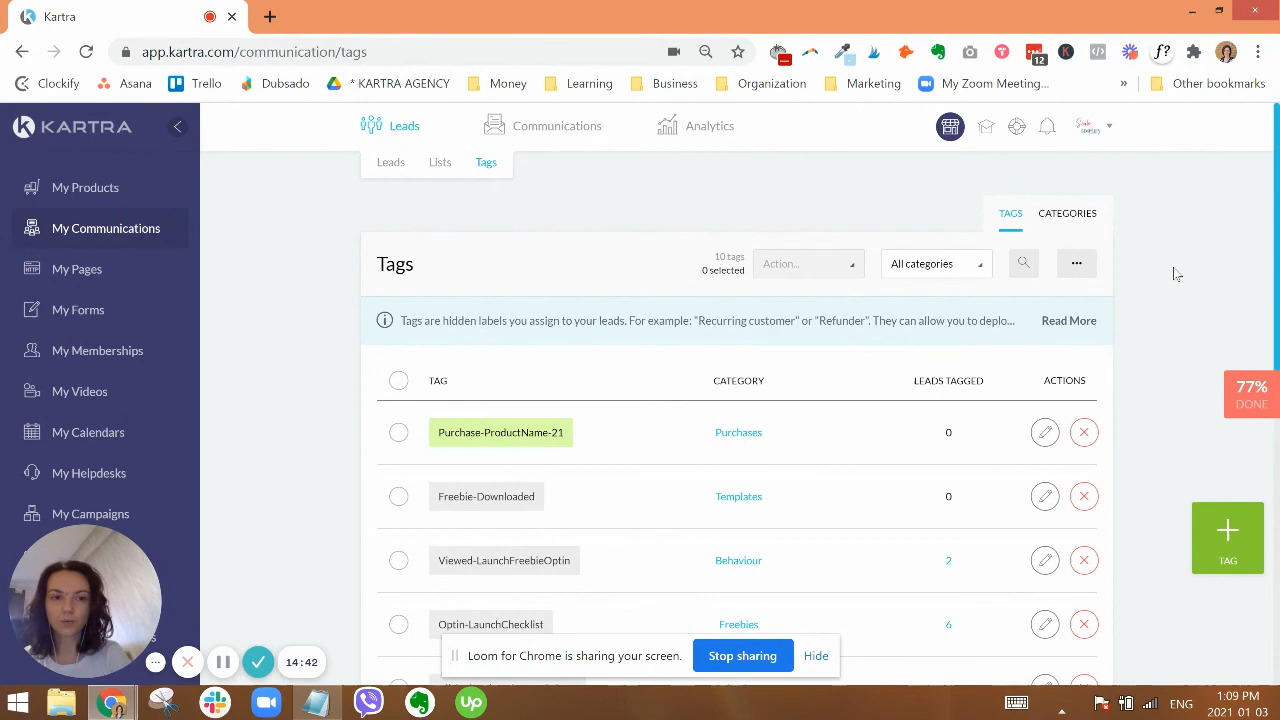 Kartra
app.kartra.com/communication/tags
12
f?
Clockify
Asana
Trello
Dubsado
* KARTRA AGENCY
Money
Learning
Business
Organization
Marketing
My Zoom Meeting...
»
Other bookmarks
KARTRA
Leads
Communications
Analytics
Leads
Lists
Tags
My Products
My Communications
My Pages
My Forms
My Memberships
My Videos
My Calendars
My Helpdesks
My Campaigns
TAGS
CATEGORIES
Tags
10 tags
0 selected
Action...
All categories
...
Tags are hidden labels you assign to your leads. For example: "Recurring customer" or "Refunder". They can allow you to deplo...
Read More
TAG
CATEGORY
LEADS TAGGED
ACTIONS
Purchase-ProductName-21
Purchases
0
Freebie-Downloaded
Templates
0
Viewed-LaunchFreebieOptin
Behaviour
2
Optin-LaunchChecklist
Freebies
6
77%
DONE
+
TAG
Loom for Chrome is sharing your screen.
Stop sharing
Hide
14:42
HTTP
up
ENG
1:09 PM
2021-01-03